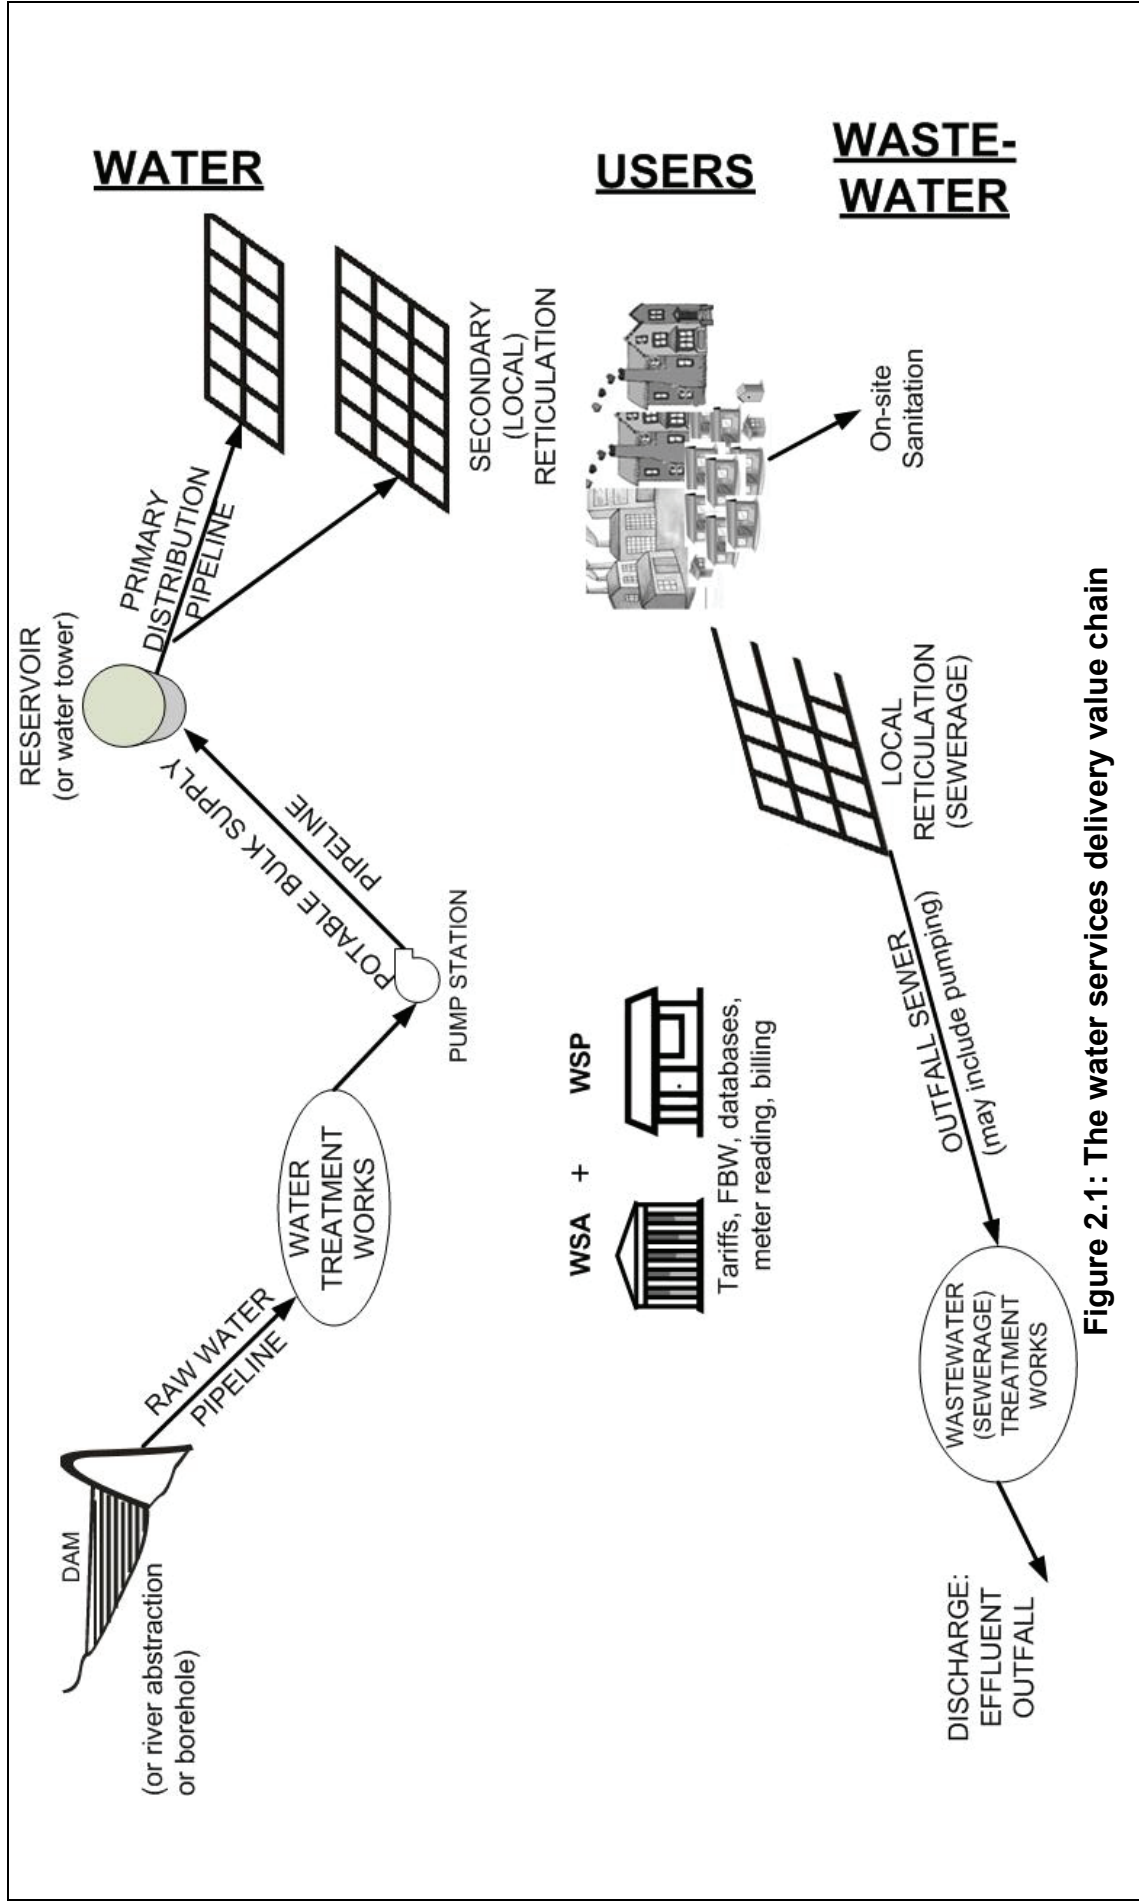 WATER
RESERVOIR
(or water tower)
DAM
(or river abstraction
or borehole)
RAW WATER
PIPELINE
WATER
TREATMENT
WORKS
PUMP STATION
POTABLE BULK SUPPLY
PIPELINE
PRIMARY
DISTRIBUTION
PIPELINE
SECONDARY
(LOCAL)
RETICULATION
USERS
WSA + WSP
Tariffs, FBW, databases,
meter reading, billing
WASTE-
WATER
On-site
Sanitation
LOCAL
RETICULATION
(SEWERAGE)
OUTFALL SEWER
(may include pumping)
WASTEWATER
(SEWERAGE)
TREATMENT
WORKS
DISCHARGE:
EFFLUENT
OUTFALL
Figure 2.1: The water services delivery value chain